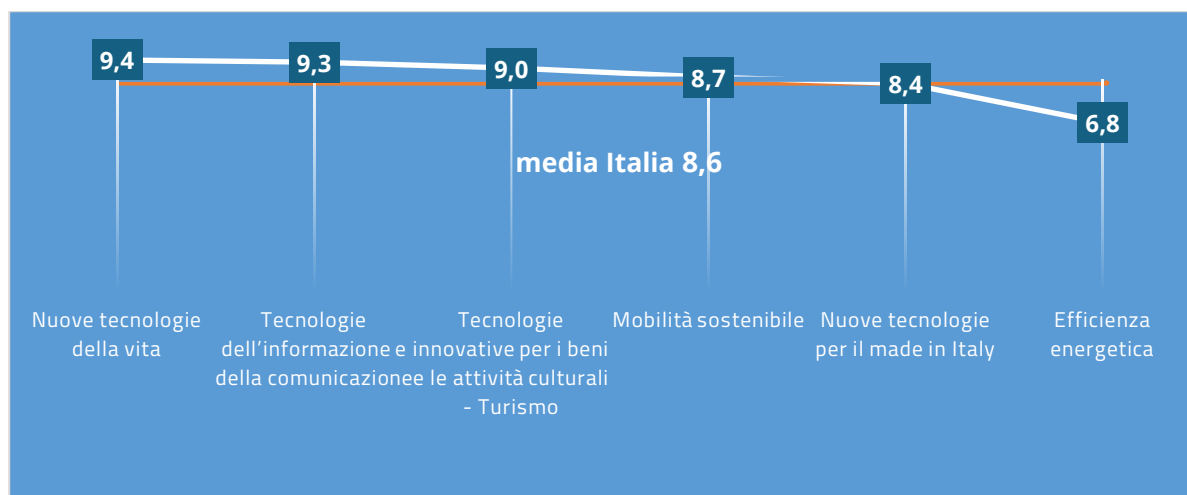 9,4
9,3
9,0
8,7
8,4
6,8
media Italia 8,6
Nuove tecnologie
della vita
Tecnologie
dell’informazione e
della comunicazione
Tecnologie
innovative per i beni
e le attività culturali
- Turismo
Mobilità sostenibile
Nuove tecnologie
per il made in Italy
Efficienza
energetica